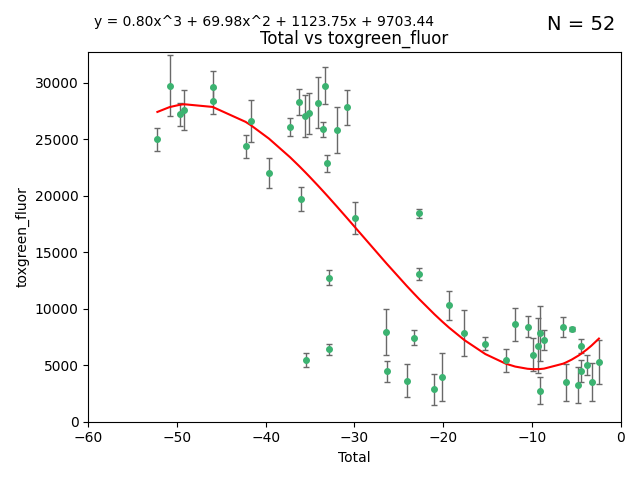 y = 0.80x^3 + 69.98x^2 + 1123.75x + 9703.44
N = 52
Total vs toxgreen_fluor
30000
25000
20000
15000
10000
5000
0
toxgreen_fluor
−60 −50 −40 −30 −20 −10 0
Total